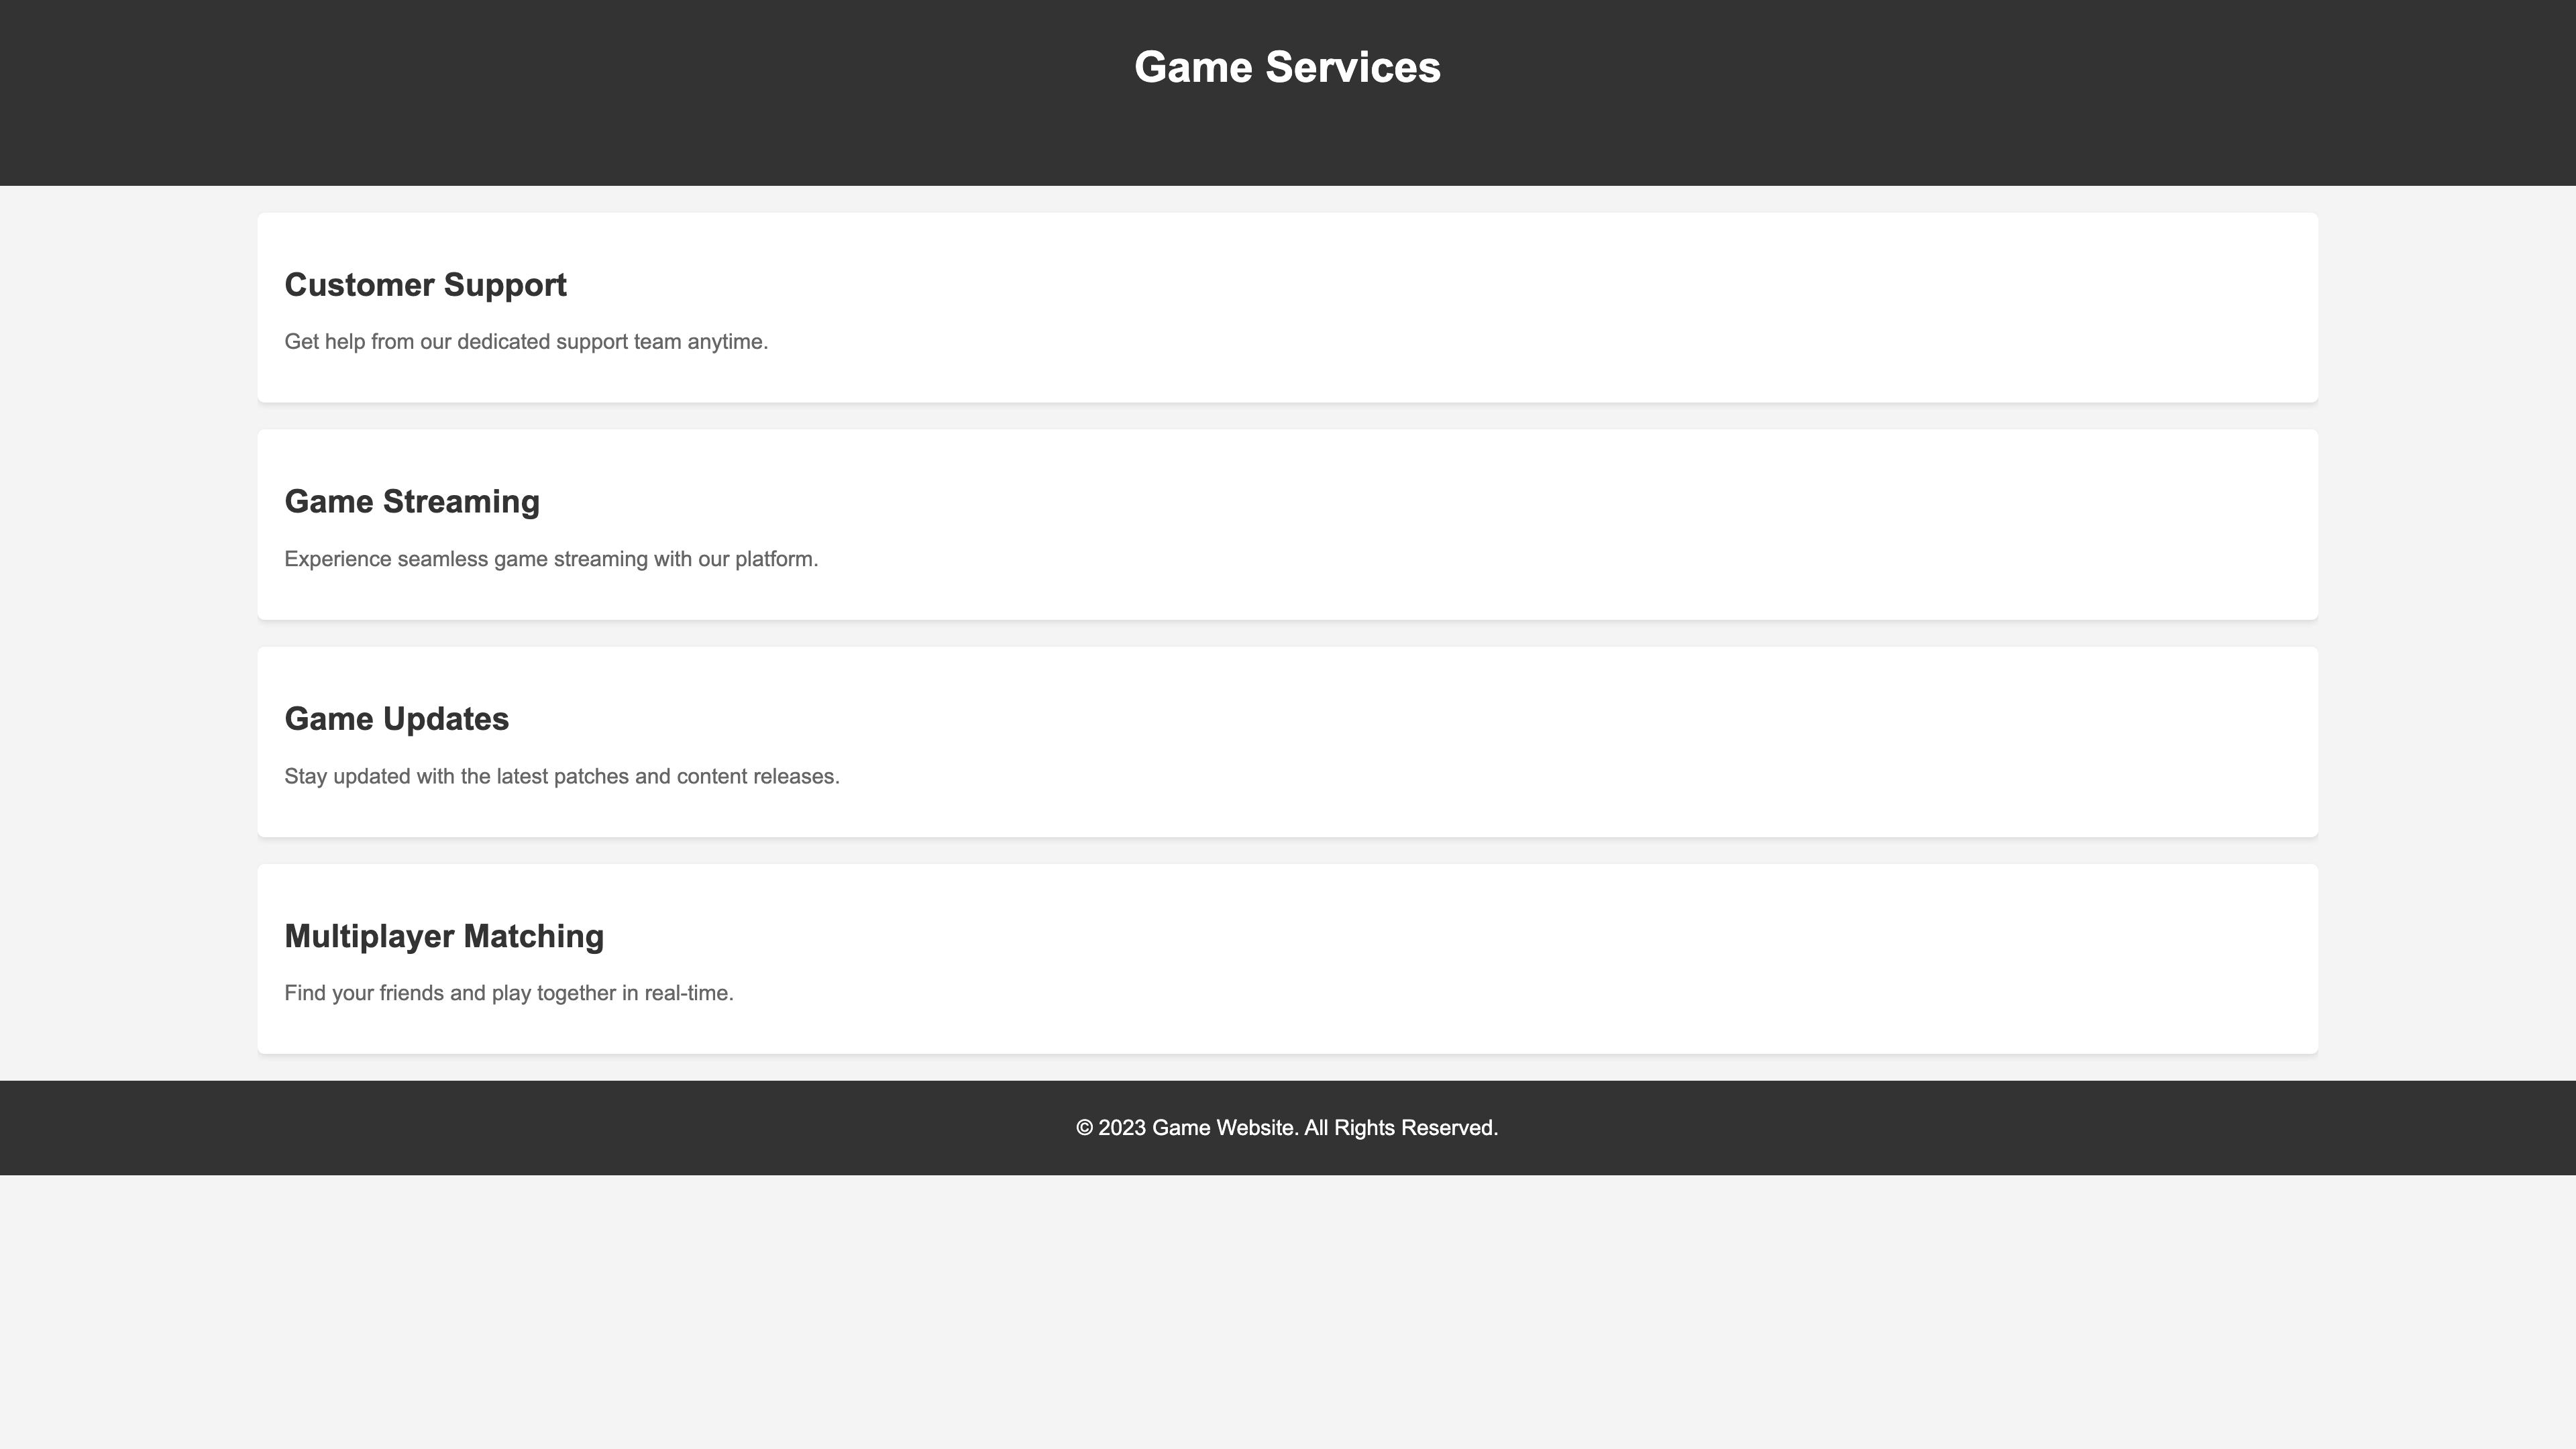 Game Services
Customer Support
Get help from our dedicated support team anytime.
Game Streaming
Experience seamless game streaming with our platform.
Game Updates
Stay updated with the latest patches and content releases.
Multiplayer Matching
Find your friends and play together in real-time.
© 2023 Game Website. All Rights Reserved.